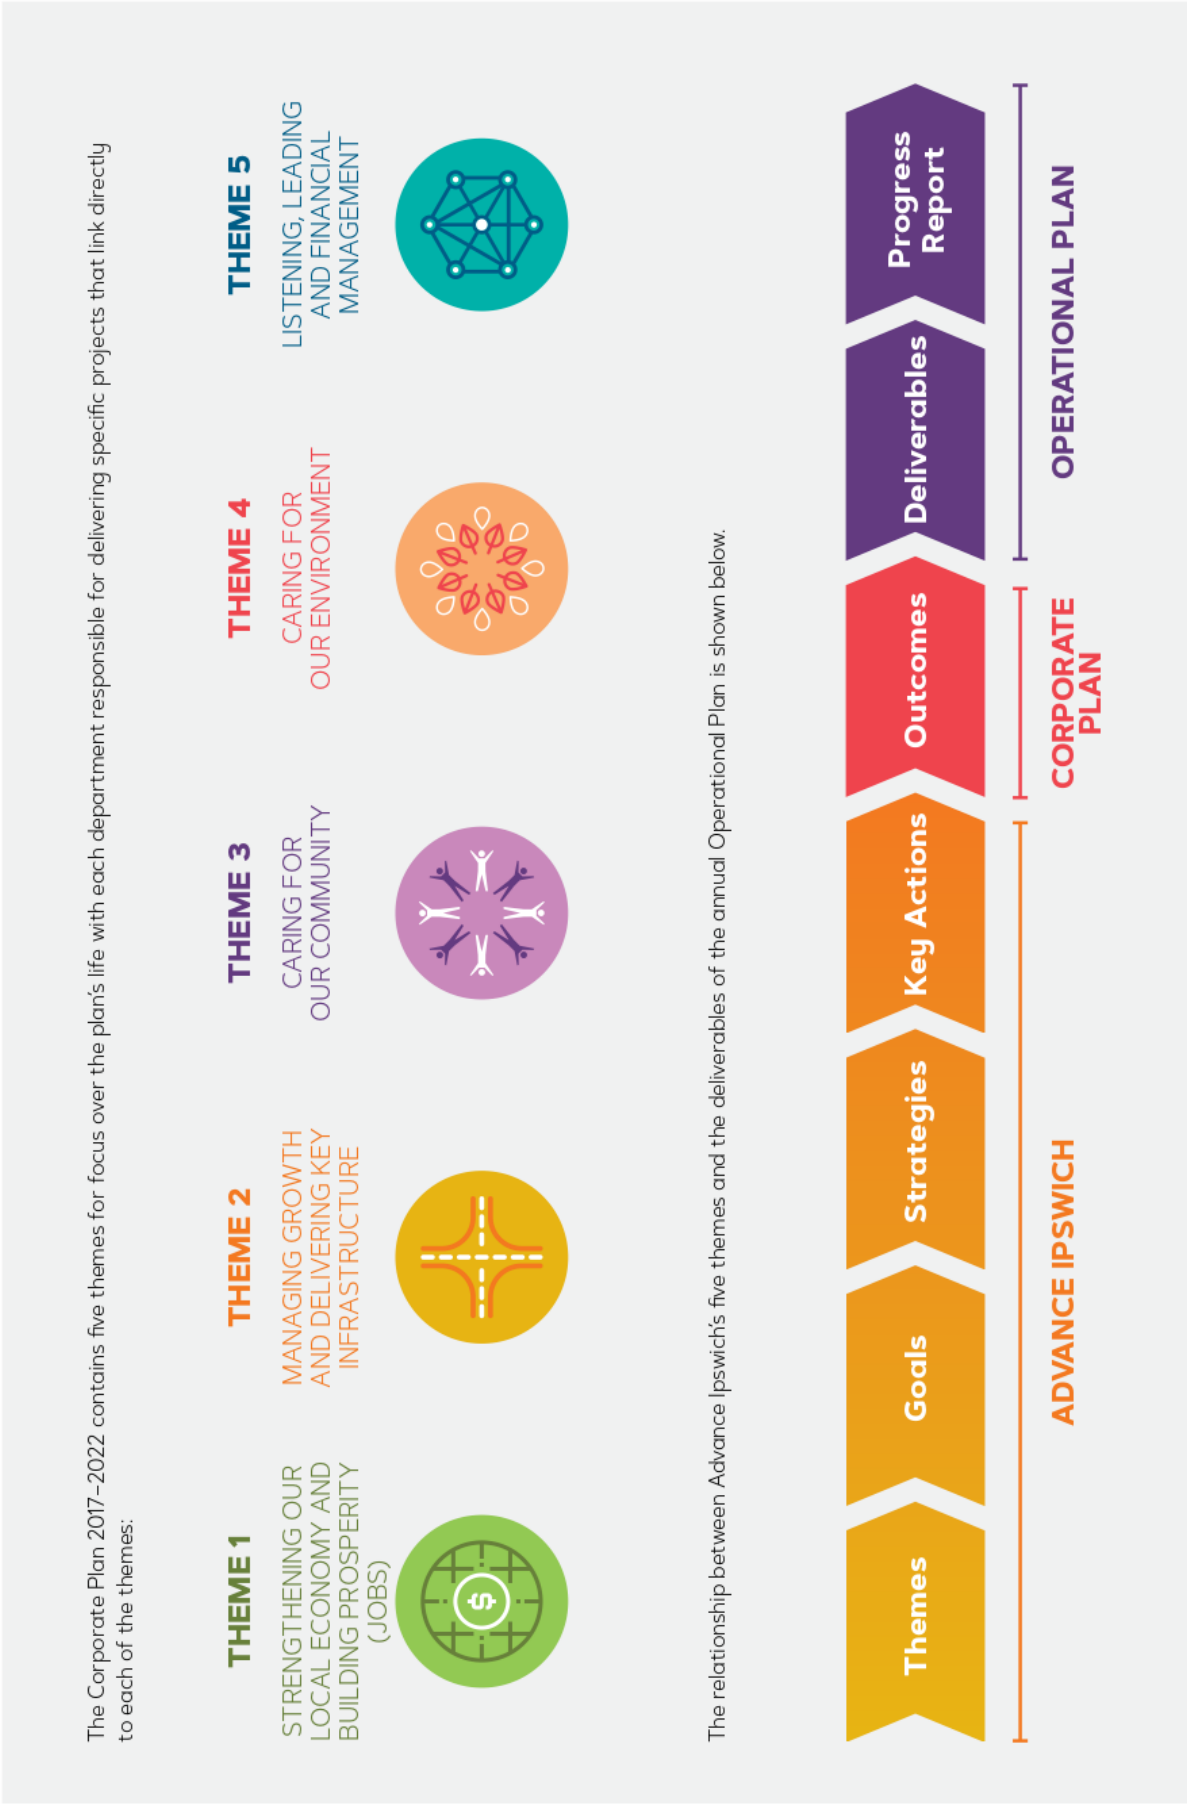 The Corporate Plan 2017–2022 contains five themes for focus over the plan's life with each department responsible for delivering specific projects that link directly
to each of the themes:
THEME 1
STRENGTHENING OUR
LOCAL ECONOMY AND
BUILDING PROSPERITY
(JOBS)
$
THEME 2
MANAGING GROWTH
AND DELIVERING KEY
INFRASTRUCTURE
THEME 3
CARING FOR
OUR COMMUNITY
THEME 4
CARING FOR
OUR ENVIRONMENT
THEME 5
LISTENING, LEADING
AND FINANCIAL
MANAGEMENT
The relationship between Advance Ipswich's five themes and the deliverables of the annual Operational Plan is shown below.
Themes
Goals
Strategies
Key Actions
Outcomes
Deliverables
Progress
Report
ADVANCE IPSWICH
CORPORATE
PLAN
OPERATIONAL PLAN